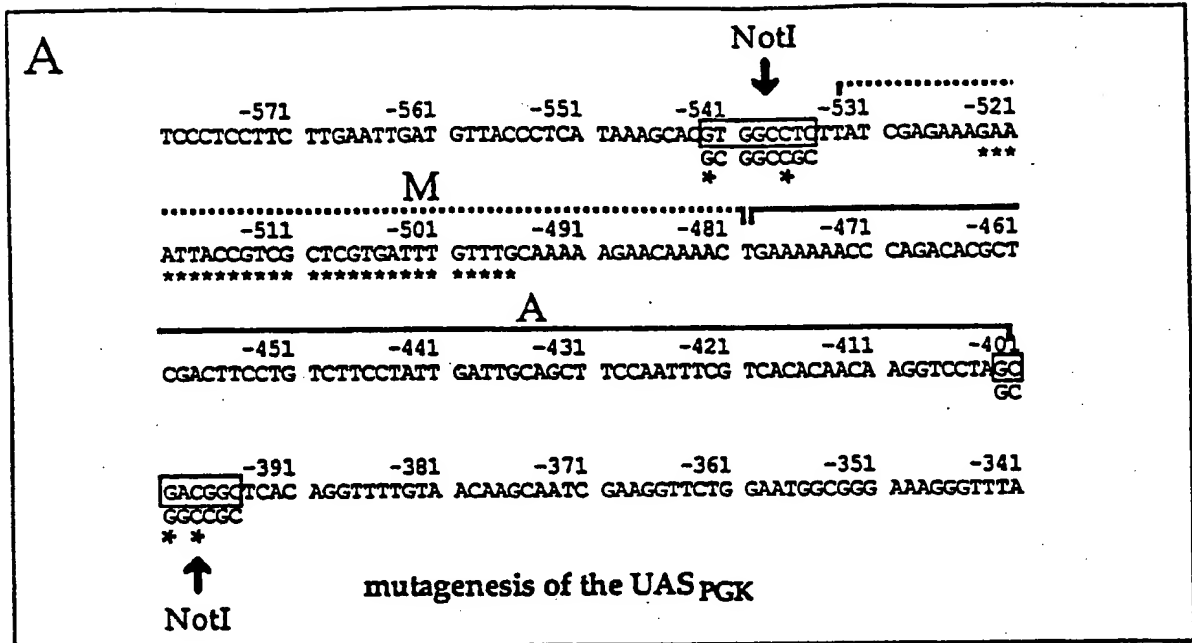 A
NotI
-571 -561 -551 -541 -531 -521
TCCCTCCTTC TTGAATTGAT GTTACCCTCA TAAAGCACGT GGCCTCTTAT CGAGAAAGAA
GC GGCCGC
* * ***
M
-511 -501 -491 -481 -471 -461
ATTACCGTCG CTCGTGATTT GTTTGCAAAA AGAACAAAAC TGAAAAAACC CAGACACGCT
********** ********** *****
A
-451 -441 -431 -421 -411 -401
CGACTTCCTG TCTTCCTATT GATTGCAGCT TCCAATTTCG TCACACAACA AGGTCCTAGC
GC
-391 -381 -371 -361 -351 -341
GACGGCTCAC AGGTTTTGTA ACAAGCAATC GAAGGTTCTG GAATGGCGGG AAAGGGTTTA
GGCCGC
* *
mutagenesis of the UASPGK
NotI